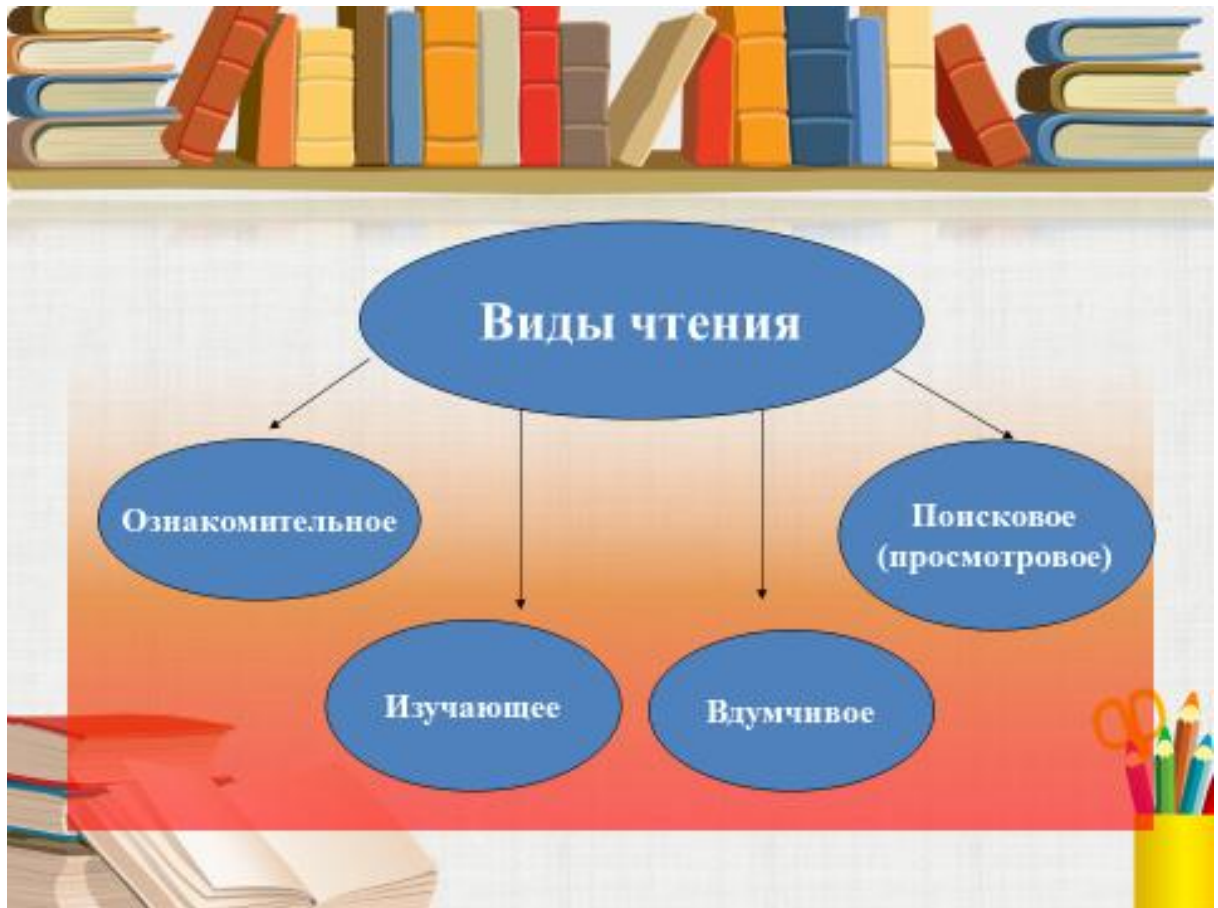 Виды чтения
Ознакомительное
Поисковое
(просмотровое)
Изучающее
Вдумчивое